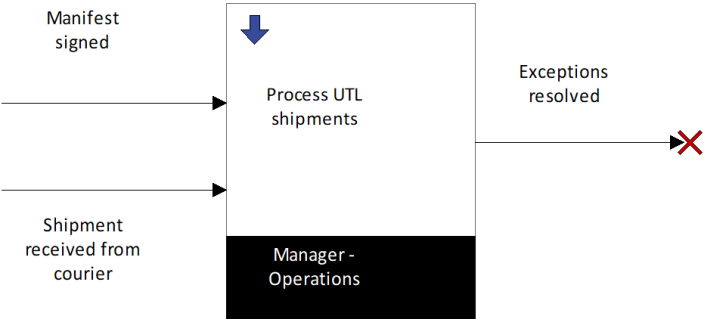 Manifest
signed
Process UTL
shipments
Exceptions
resolved
Shipment
received from
courier
Manager -
Operations